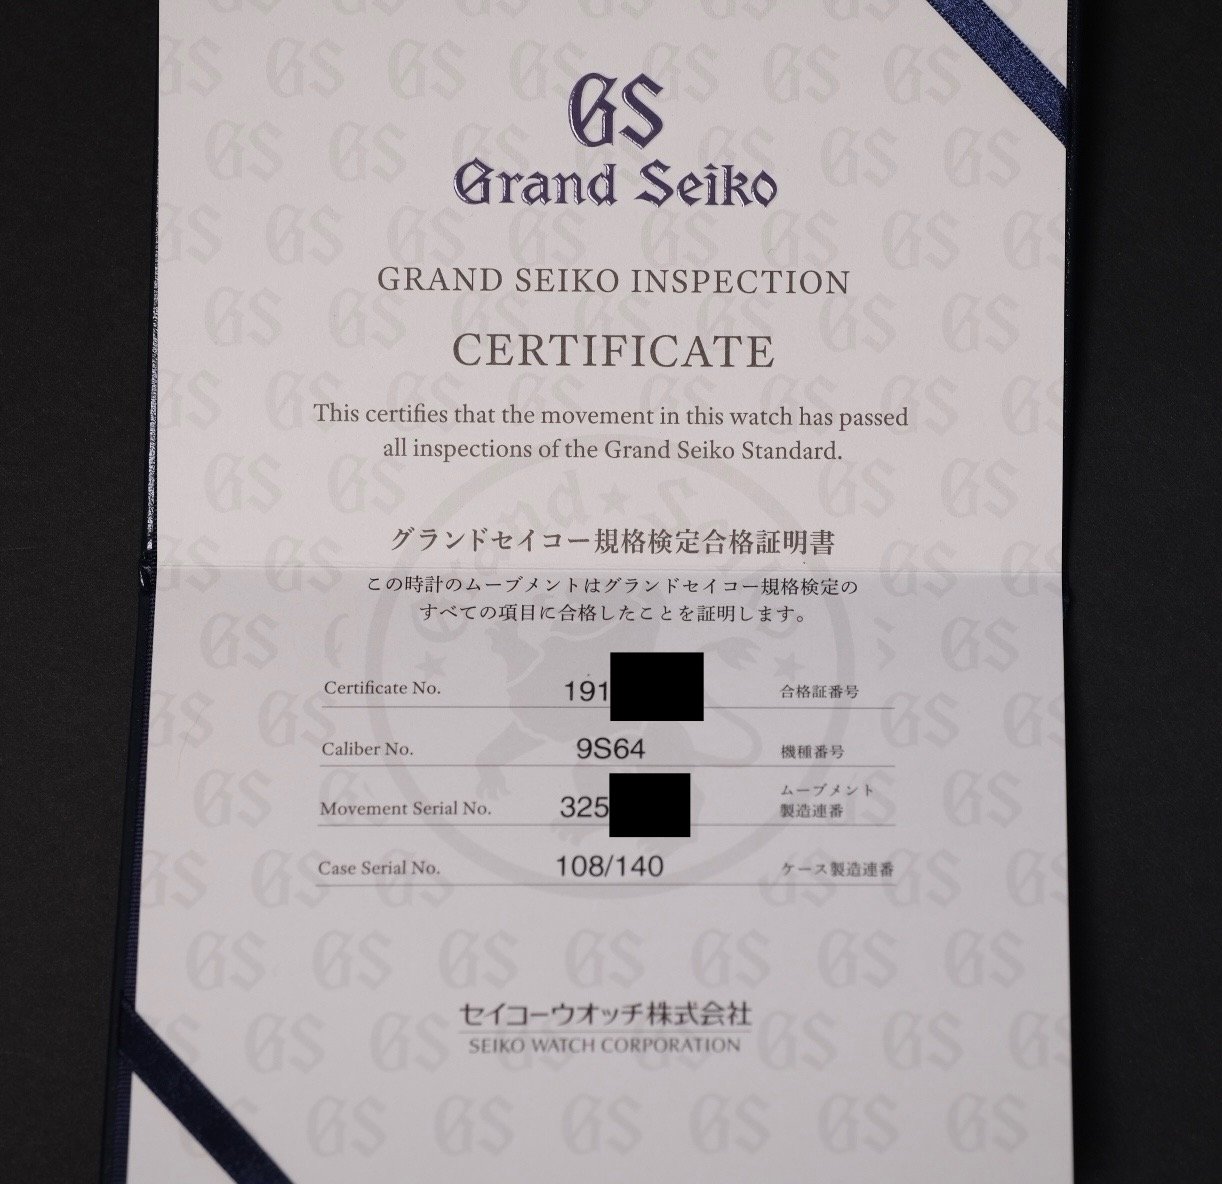 GS
Grand Seiko
GRAND SEIKO INSPECTION
CERTIFICATE
This certifies that the movement in this watch has passed
all inspections of the Grand Seiko Standard.
グランドセイコー規格検定合格証明書
この時計のムーブメントはグランドセイコー規格検定の
すべての項目に合格したことを証明します。
Certificate No. 191 合格証番号
Caliber No. 9S64 機種番号
Movement Serial No. 325 ムーブメント
製造連番
Case Serial No. 108/140 ケース製造連番
セイコーウオッチ株式会社
SEIKO WATCH CORPORATION